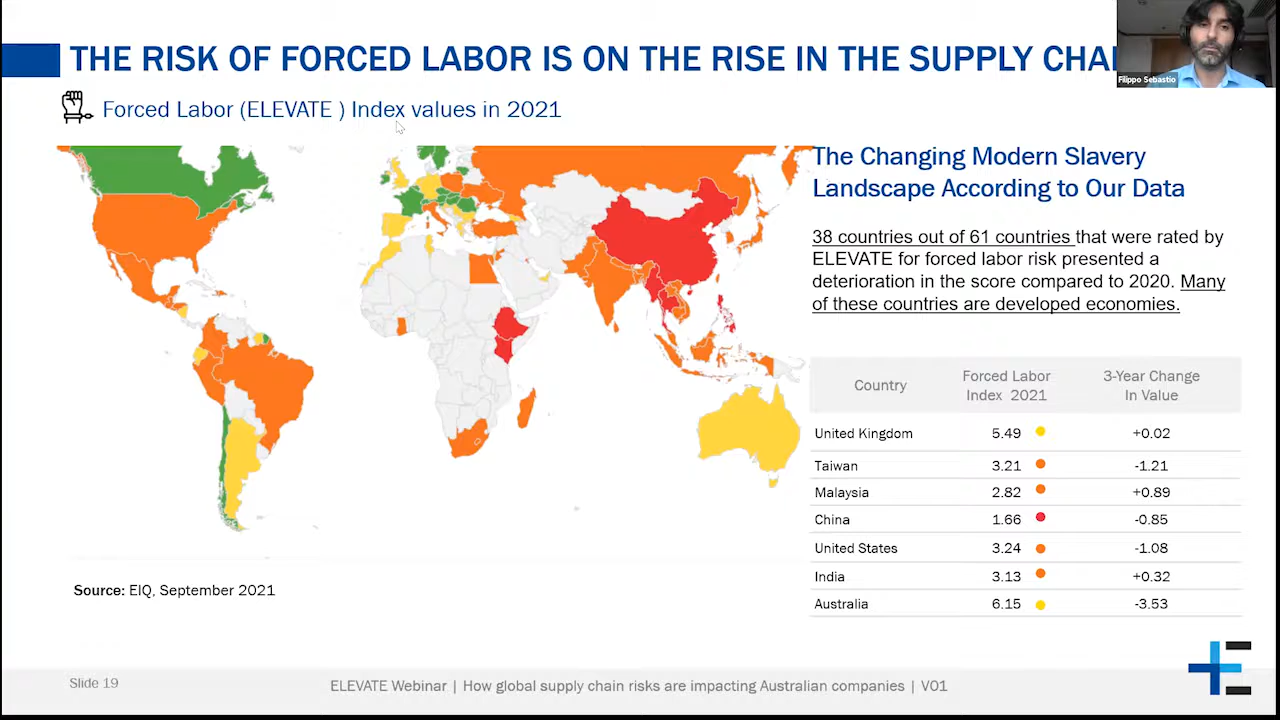 THE RISK OF FORCED LABOR IS ON THE RISE IN THE SUPPLY CHA
Filippo Sebastio
Forced Labor (ELEVATE ) Index values in 2021
The Changing Modern Slavery
Landscape According to Our Data
38 countries out of 61 countries that were rated by
ELEVATE for forced labor risk presented a
deterioration in the score compared to 2020. Many
of these countries are developed economies.
Country Forced Labor Index 2021 3-Year Change In Value
United Kingdom 5.49 +0.02
Taiwan 3.21 -1.21
Malaysia 2.82 +0.89
China 1.66 -0.85
United States 3.24 -1.08
India 3.13 +0.32
Australia 6.15 -3.53
Source: EIQ, September 2021
Slide 19
ELEVATE Webinar | How global supply chain risks are impacting Australian companies | V01